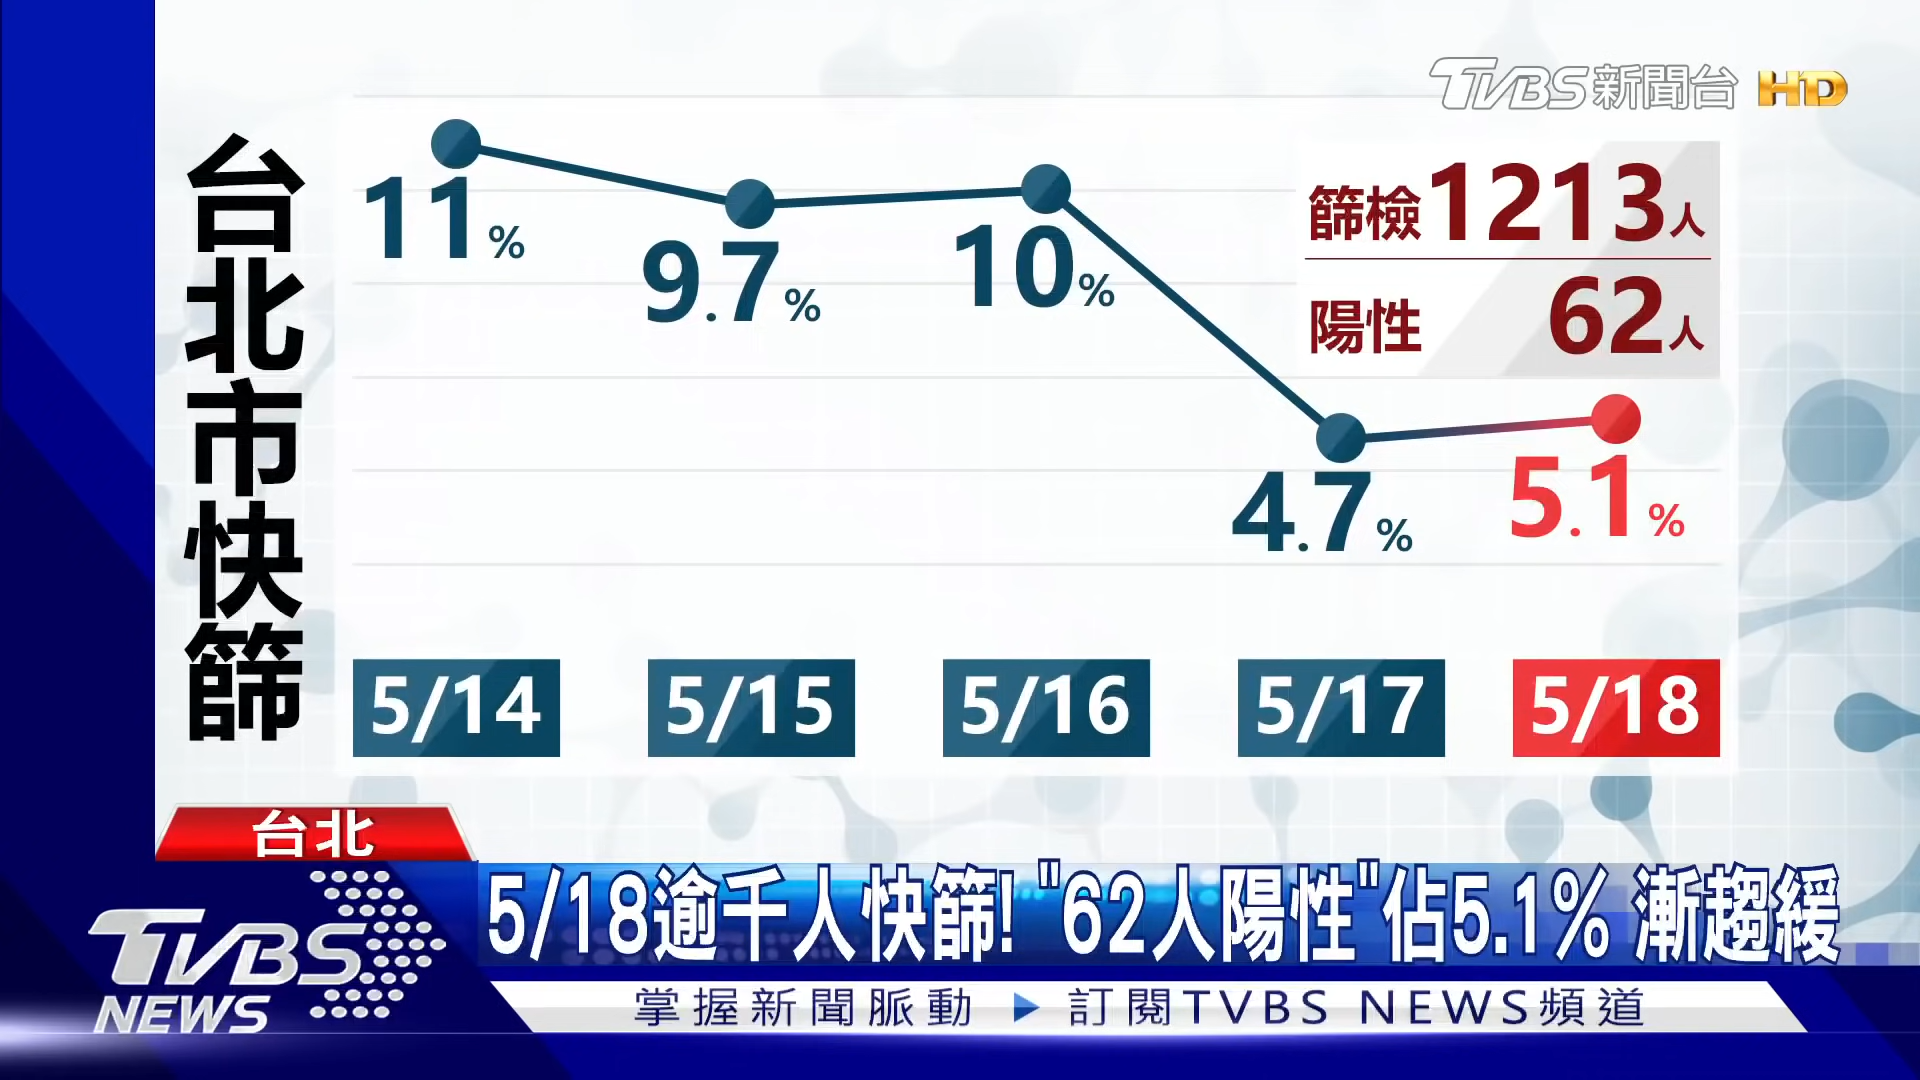 TVBS新聞台 HD
台北市快篩
11%
9.7%
10%
4.7%
5.1%
篩檢1213人
陽性 62人
5/14
5/15
5/16
5/17
5/18
台北
5/18逾千人快篩! "62人陽性"佔5.1% 漸趨緩
TVBS
NEWS
掌握新聞脈動 ▶ 訂閱TVBS NEWS頻道